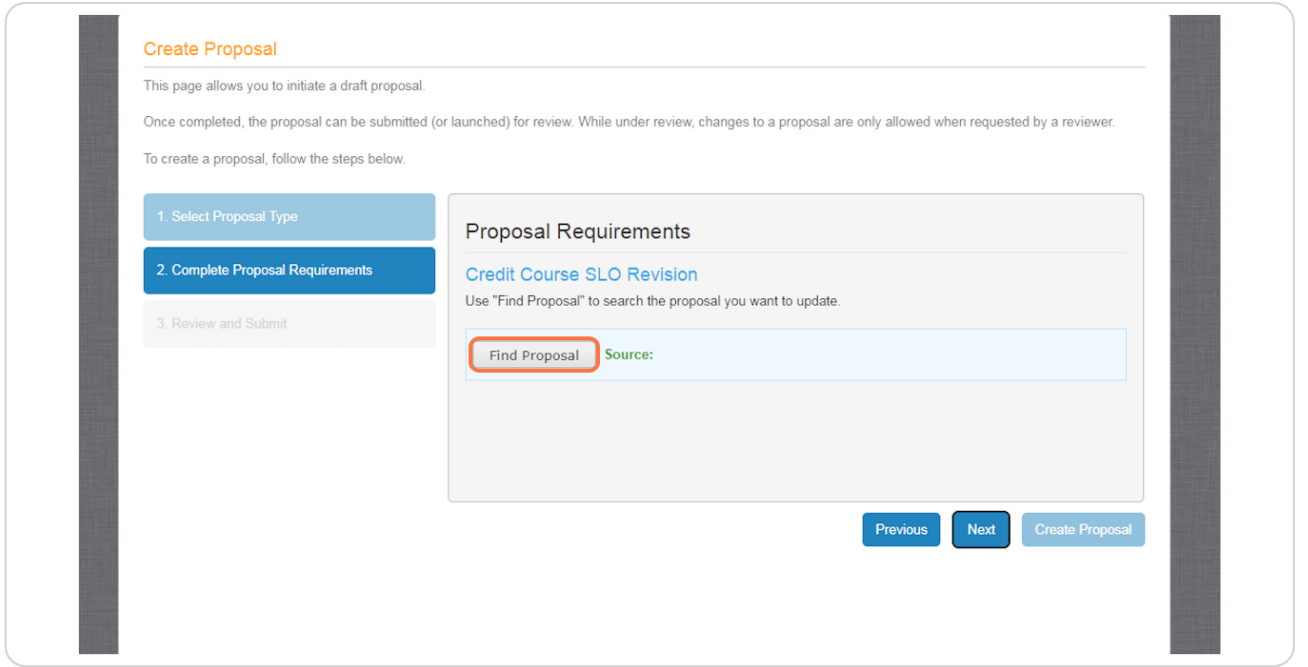 Create Proposal
This page allows you to initiate a draft proposal.
Once completed, the proposal can be submitted (or launched) for review. While under review, changes to a proposal are only allowed when requested by a reviewer.
To create a proposal, follow the steps below.
1. Select Proposal Type
2. Complete Proposal Requirements
3. Review and Submit
Proposal Requirements
Credit Course SLO Revision
Use "Find Proposal" to search the proposal you want to update.
Find Proposal Source:
Previous Next Create Proposal